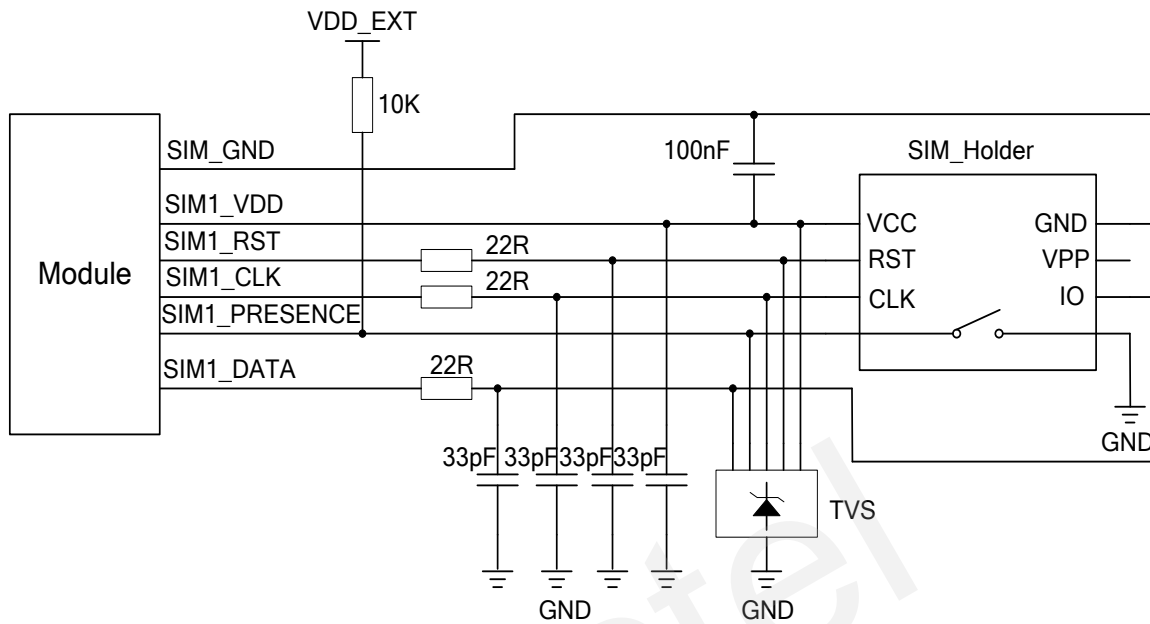 VDD_EXT
10K
SIM_GND
100nF
SIM_Holder
SIM1_VDD
VCC
GND
SIM1_RST
22R
RST
VPP
Module
SIM1_CLK
22R
CLK
IO
SIM1_PRESENCE
SIM1_DATA
22R
GND
33pF 33pF 33pF 33pF
TVS
GND
GND